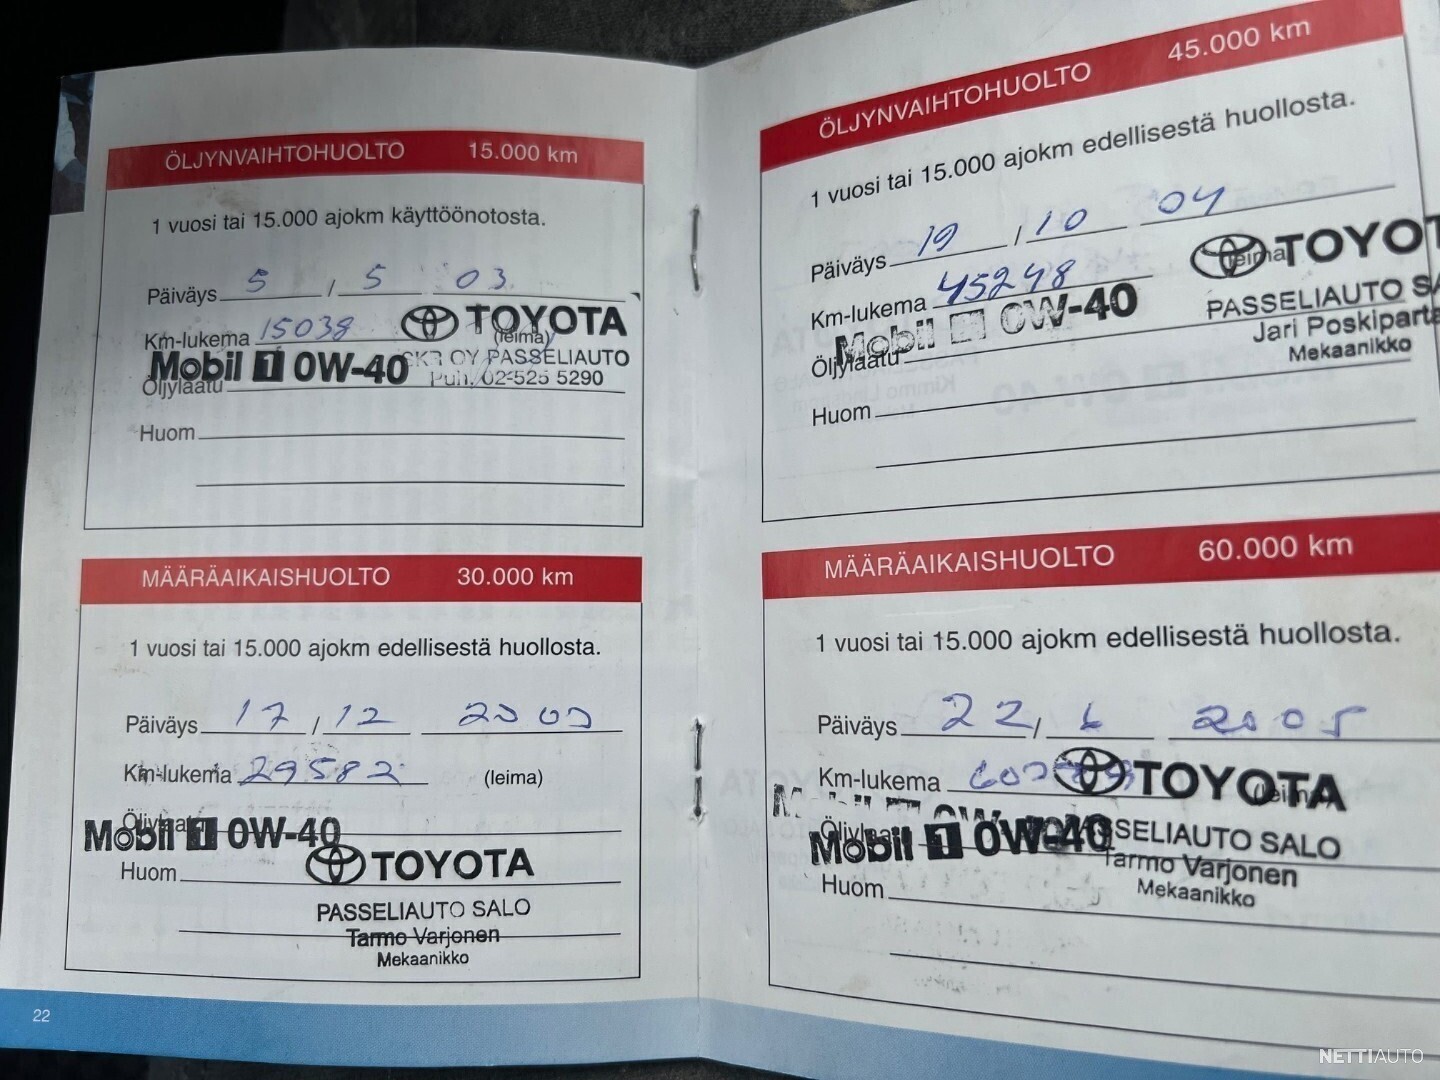 ÖLJYNVAIHTOHUOLTO 15.000 km
1 vuosi tai 15.000 ajokm käyttöönotosta.
Päiväys 5 / 5 03
Km-lukema 15038 (leima)
TOYOTA
Mobil 1 0W-40
SKR OY PASSELIAUTO
Puh. 02-525 5290
Öljylaatu
Huom
MÄÄRÄAIKAISHUOLTO 30.000 km
1 vuosi tai 15.000 ajokm edellisestä huollosta.
Päiväys 17 / 12 2003
Km-lukema 29582 (leima)
Öljylaatu
Mobil 1 0W-40
TOYOTA
Huom
PASSELIAUTO SALO
Tarmo Varjonen
Mekaanikko
22
ÖLJYNVAIHTOHUOLTO 45.000 km
1 vuosi tai 15.000 ajokm edellisestä huollosta.
Päiväys 19 / 10 04
Km-lukema 45248 (leima)
TOYOT
Mobil 1 0W-40
PASSELIAUTO SA
Jari Poskiparta
Mekaanikko
Öljylaatu
Huom
MÄÄRÄAIKAISHUOLTO 60.000 km
1 vuosi tai 15.000 ajokm edellisestä huollosta.
Päiväys 22 / 6 2005
Km-lukema (leima)
TOYOTA
Öljylaatu
Mobil 1 0W-40
PASSELIAUTO SALO
Tarmo Varjonen
Mekaanikko
Huom
NETTIAUTO